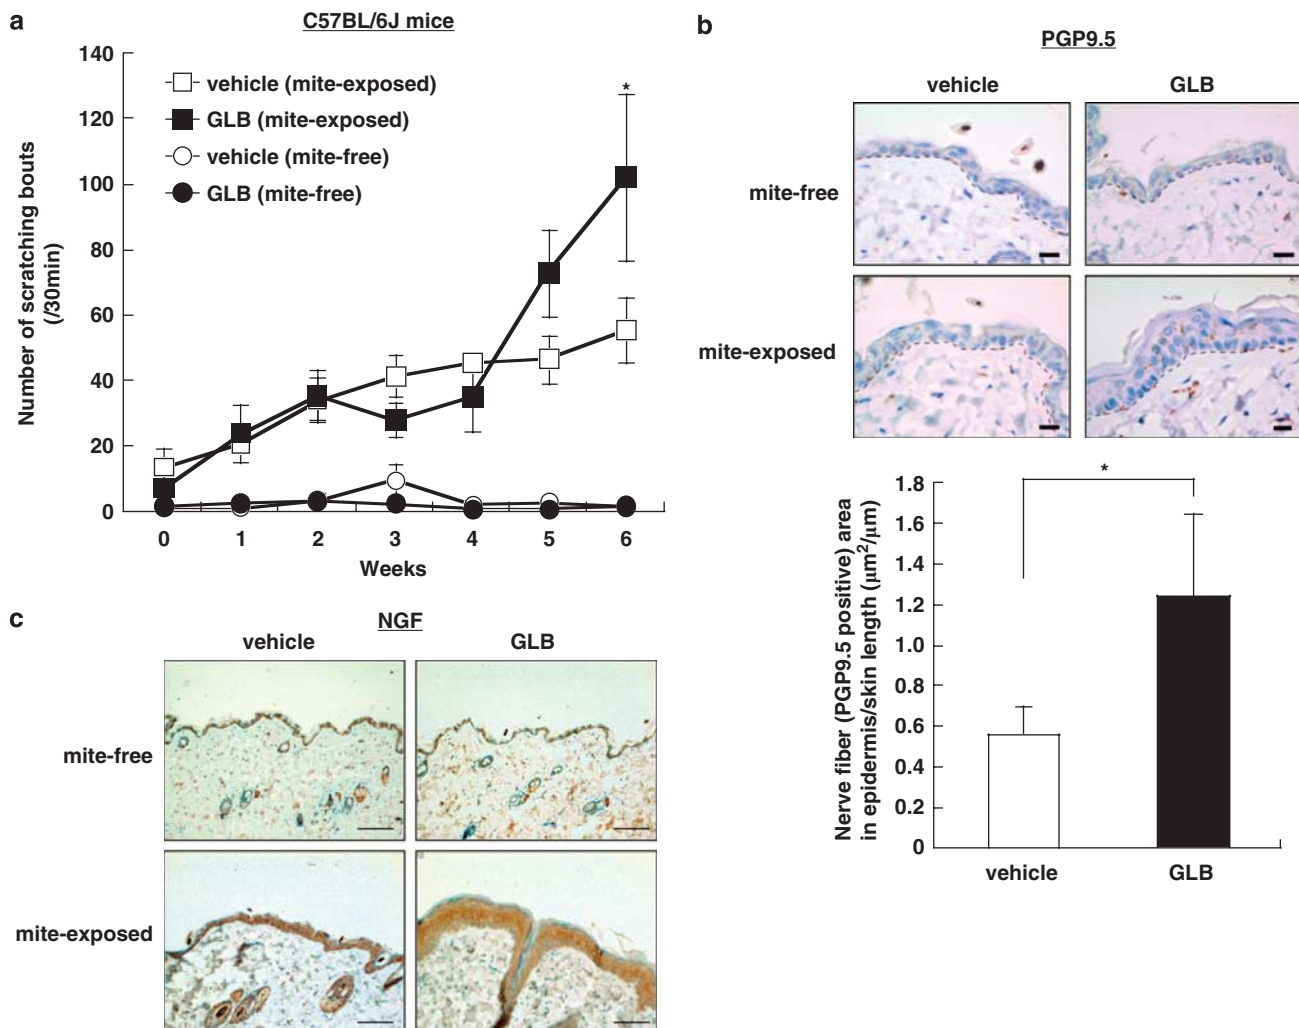 a
C57BL/6J mice
140
120
100
80
60
40
20
0
Number of scratching bouts
(/30min)
vehicle (mite-exposed)
GLB (mite-exposed)
vehicle (mite-free)
GLB (mite-free)
*
0 1 2 3 4 5 6
Weeks
b
PGP9.5
vehicle GLB
mite-free
mite-exposed
*
1.8
1.6
1.4
1.2
1.0
0.8
0.6
0.4
0.2
0
Nerve fiber (PGP9.5 positive) area
in epidermis/skin length (μm²/μm)
vehicle GLB
c
NGF
vehicle GLB
mite-free
mite-exposed